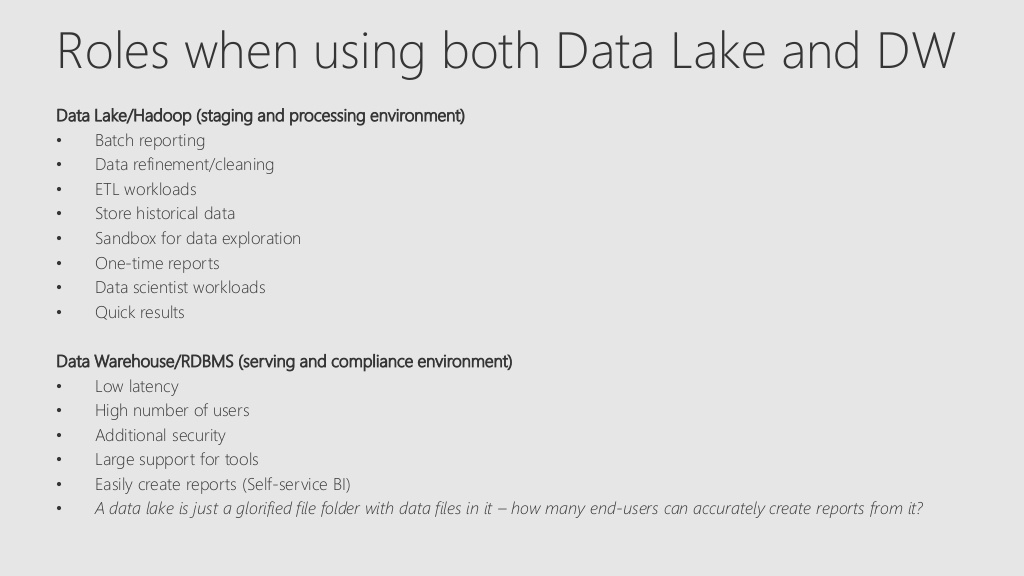 Roles when using both Data Lake and DW
Data Lake/Hadoop (staging and processing environment)
• Batch reporting
• Data refinement/cleaning
• ETL workloads
• Store historical data
• Sandbox for data exploration
• One-time reports
• Data scientist workloads
• Quick results
Data Warehouse/RDBMS (serving and compliance environment)
• Low latency
• High number of users
• Additional security
• Large support for tools
• Easily create reports (Self-service BI)
• A data lake is just a glorified file folder with data files in it – how many end-users can accurately create reports from it?